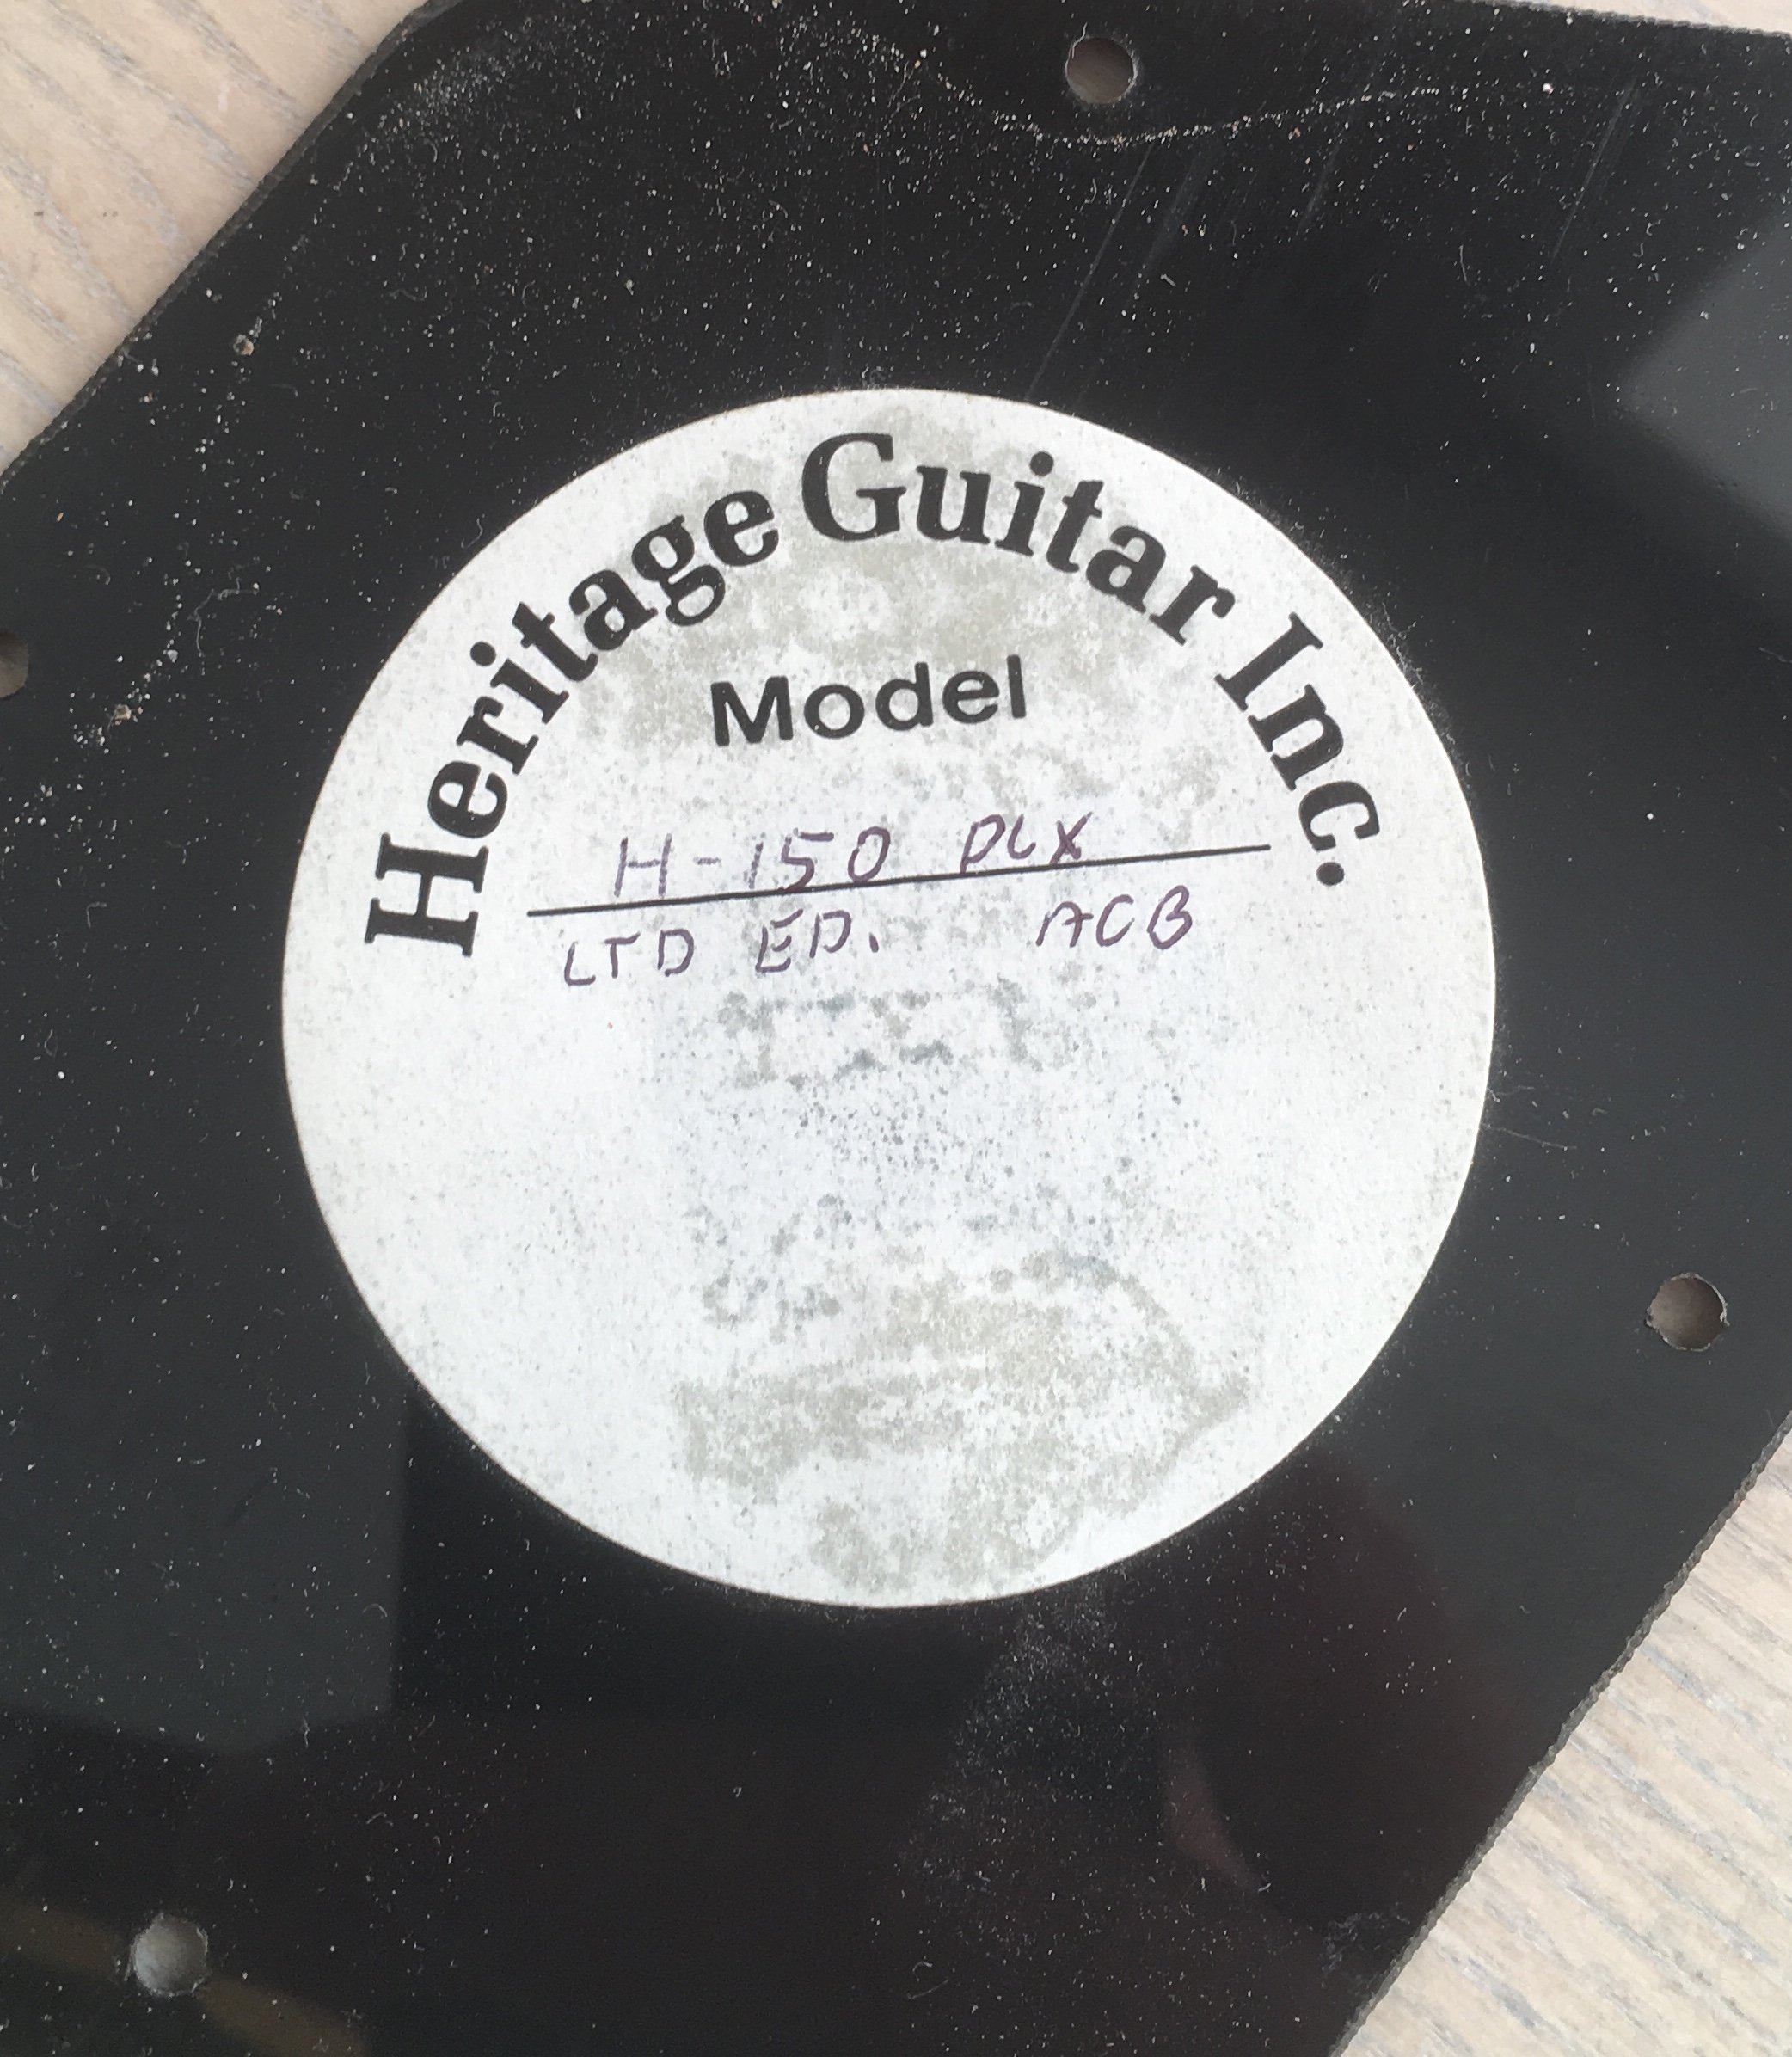 Heritage Guitar Inc.
Model
H-150 DLX
LTD ED. ACB